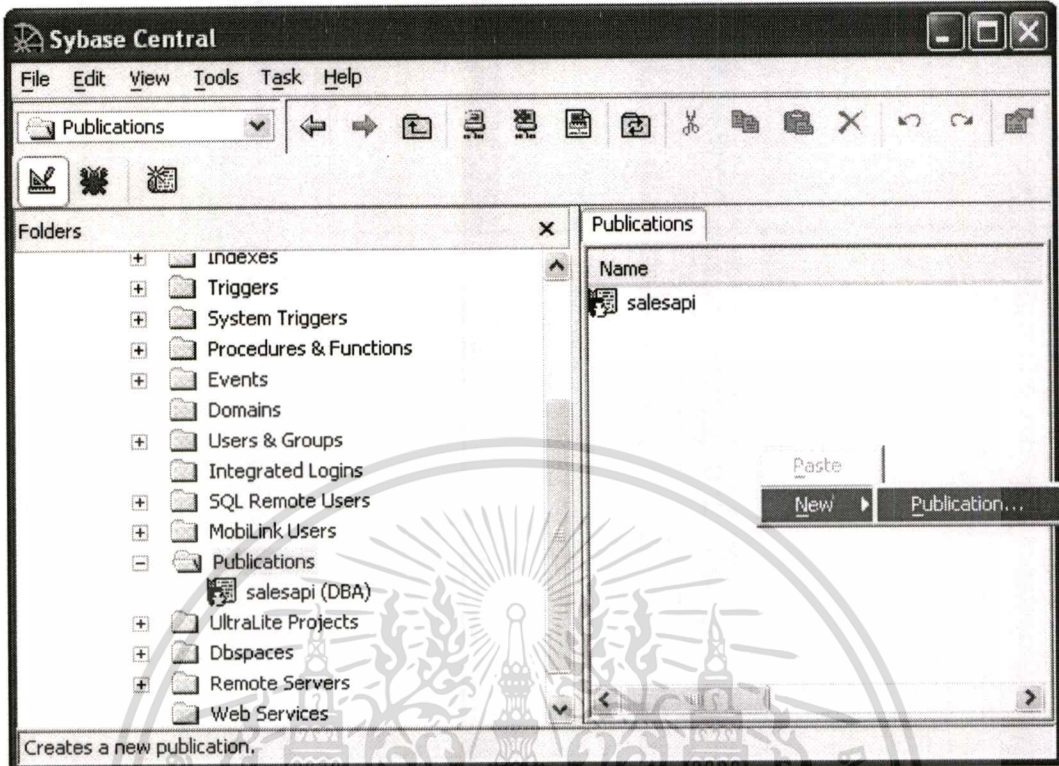 Sybase Central
File Edit View Tools Task Help
Publications
Folders
Indexes
Triggers
System Triggers
Procedures & Functions
Events
Domains
Users & Groups
Integrated Logins
SQL Remote Users
MobiLink Users
Publications
salesapi (DBA)
UltraLite Projects
Dbspaces
Remote Servers
Web Services
Publications
Name
salesapi
Paste
New
Publication...
Creates a new publication.